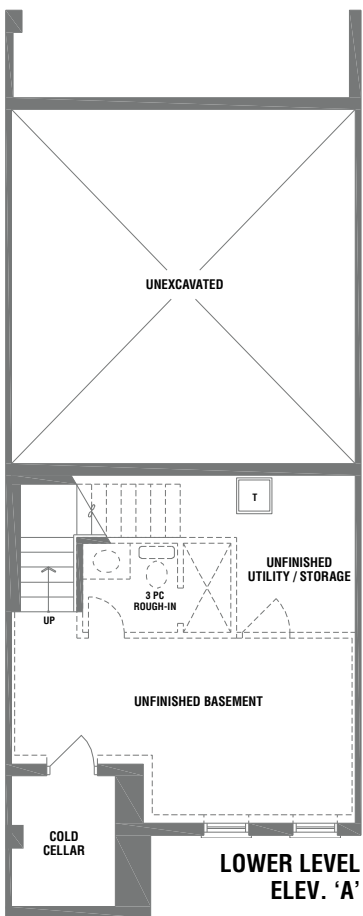 UNEXCAVATED
T
UNFINISHED
UTILITY / STORAGE
3 PC
ROUGH-IN
UP
UNFINISHED BASEMENT
COLD
CELLAR
LOWER LEVEL
ELEV. ‘A’